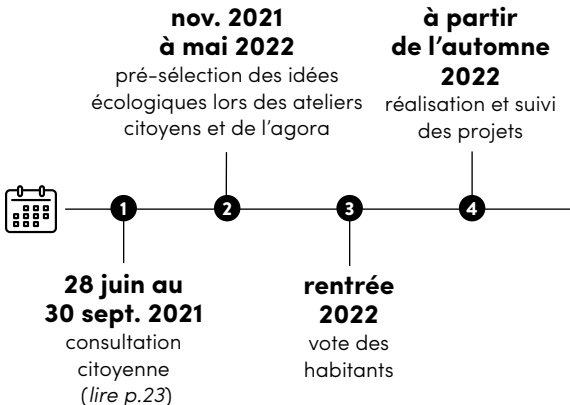 nov. 2021
à mai 2022
pré-sélection des idées
écologiques lors des ateliers
citoyens et de l'agora
à partir
de l'automne
2022
réalisation et suivi
des projets
1
2
3
4
28 juin au
30 sept. 2021
consultation
citoyenne
(lire p.23)
rentrée
2022
vote des
habitants